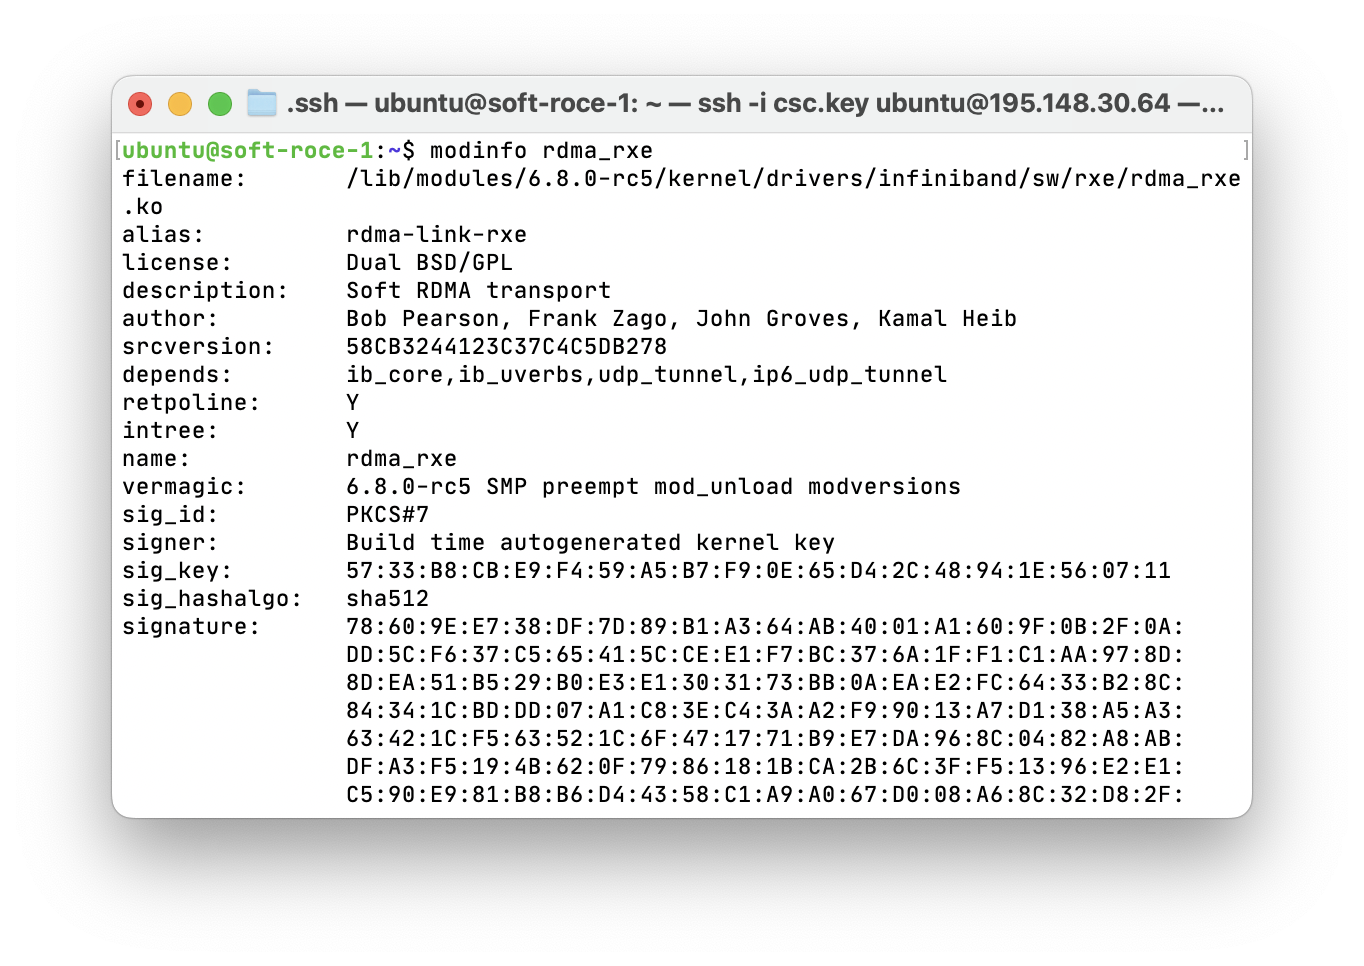 .ssh — ubuntu@soft-roce-1: ~ — ssh -i csc.key ubuntu@195.148.30.64 —...
[ubuntu@soft-roce-1:~$ modinfo rdma_rxe ]
filename:       /lib/modules/6.8.0-rc5/kernel/drivers/infiniband/sw/rxe/rdma_rxe
.ko
alias:          rdma-link-rxe
license:        Dual BSD/GPL
description:    Soft RDMA transport
author:         Bob Pearson, Frank Zago, John Groves, Kamal Heib
srcversion:     58CB3244123C37C4C5DB278
depends:        ib_core,ib_uverbs,udp_tunnel,ip6_udp_tunnel
retpoline:      Y
intree:         Y
name:           rdma_rxe
vermagic:       6.8.0-rc5 SMP preempt mod_unload modversions
sig_id:         PKCS#7
signer:         Build time autogenerated kernel key
sig_key:        57:33:B8:CB:E9:F4:59:A5:B7:F9:0E:65:D4:2C:48:94:1E:56:07:11
sig_hashalgo:   sha512
signature:      78:60:9E:E7:38:DF:7D:89:B1:A3:64:AB:40:01:A1:60:9F:0B:2F:0A:
                DD:5C:F6:37:C5:65:41:5C:CE:E1:F7:BC:37:6A:1F:F1:C1:AA:97:8D:
                8D:EA:51:B5:29:B0:E3:E1:30:31:73:BB:0A:EA:E2:FC:64:33:B2:8C:
                84:34:1C:BD:DD:07:A1:C8:3E:C4:3A:A2:F9:90:13:A7:D1:38:A5:A3:
                63:42:1C:F5:63:52:1C:6F:47:17:71:B9:E7:DA:96:8C:04:82:A8:AB:
                DF:A3:F5:19:4B:62:0F:79:86:18:1B:CA:2B:6C:3F:F5:13:96:E2:E1:
                C5:90:E9:81:B8:B6:D4:43:58:C1:A9:A0:67:D0:08:A6:8C:32:D8:2F: